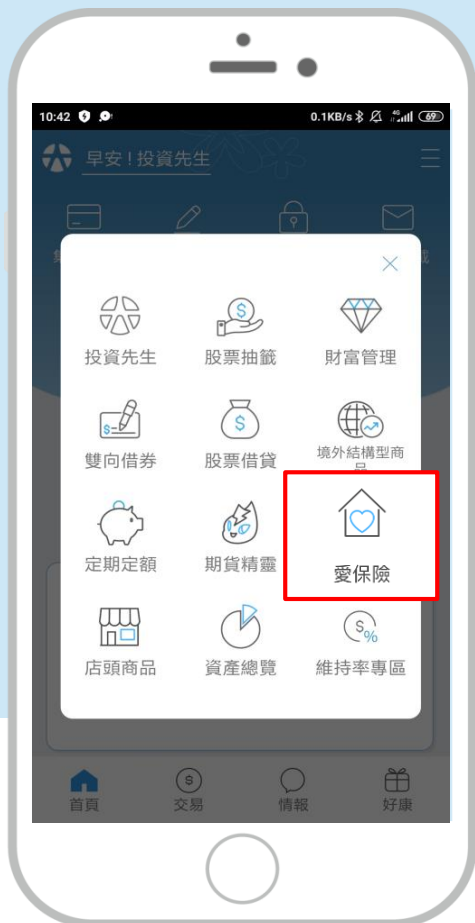 10:42
0.1KB/s 4G 69
早安！投資先生
投資先生
股票抽籤
財富管理
雙向借券
股票借貸
境外結構型商
品
定期定額
期貨精靈
愛保險
店頭商品
資產總覽
維持率專區
首頁
交易
情報
好康